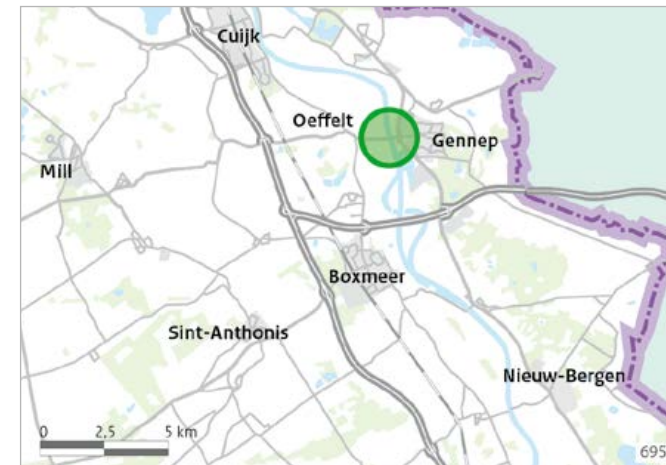 Cuijk
Oeffelt
Gennep
Mill
Boxmeer
Sint-Anthonis
Nieuw-Bergen
0 2,5 5 km
695